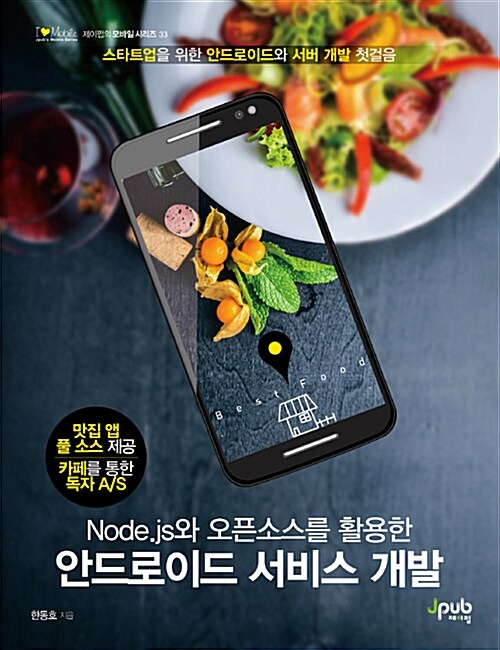 I ♥ Mobile
Jpub's Mobile Series
제이펍의 모바일 시리즈 33
스타트업을 위한 안드로이드와 서버 개발 첫걸음
Best Food
맛집 앱
풀 소스 제공
카페를 통한
독자 A/S
Node.js와 오픈소스를 활용한
안드로이드 서비스 개발
한동호 지음
Jpub
제이펍